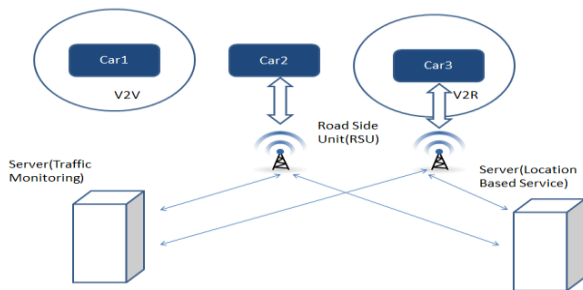 Car1
Car2
Car3
V2V
V2R
Road Side
Unit(RSU)
Server(Traffic
Monitoring)
Server(Location
Based Service)